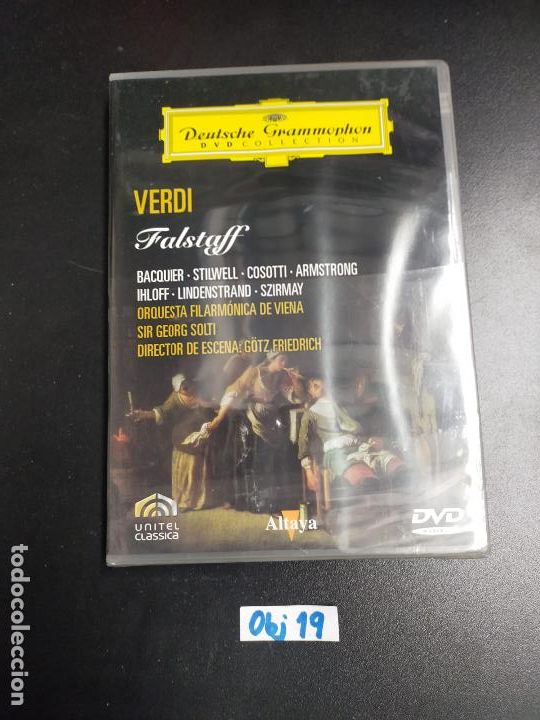 Deutsche Grammophon
DVD COLLECTION
VERDI
Falstaff
BACQUIER · STILWELL · COSOTTI · ARMSTRONG
IHLOFF · LINDENSTRAND · SZIRMAY
ORQUESTA FILARMÓNICA DE VIENA
SIR GEORG SOLTI
DIRECTOR DE ESCENA: GÖTZ FRIEDRICH
UNITEL
CLASSICA
Altaya
DVD
Obj 19
todocoleccion